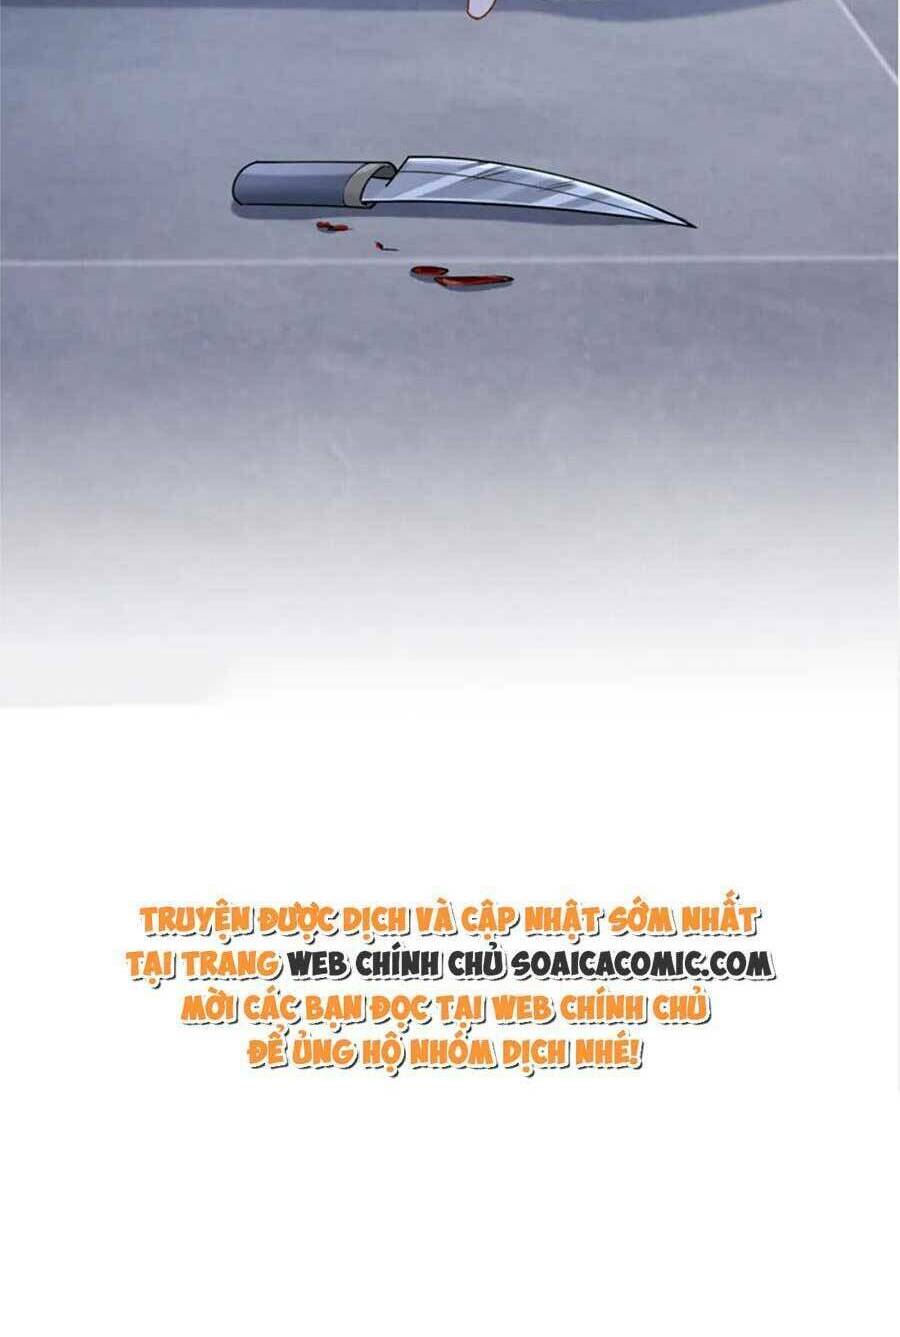 TRUYỆN ĐƯỢC DỊCH VÀ CẬP NHẬT SỚM NHẤT
TẠI TRANG WEB CHÍNH CHỦ SOAICACOMIC.COM
MỜI CÁC BẠN ĐỌC TẠI WEB CHÍNH CHỦ
ĐỂ ỦNG HỘ NHÓM DỊCH NHÉ!